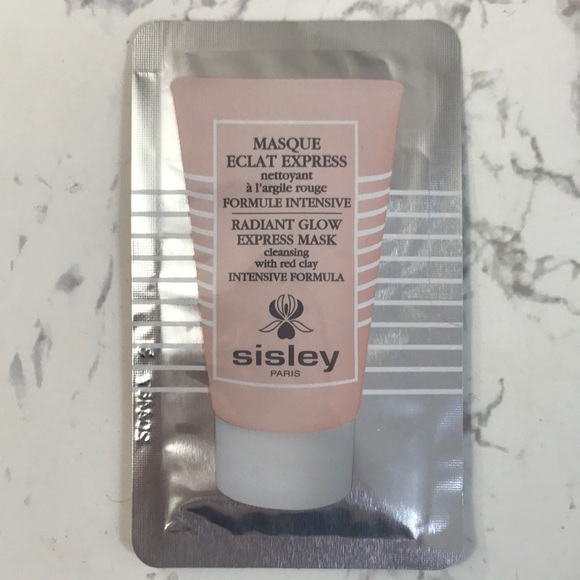 MASQUE
ECLAT EXPRESS
nettoyant
à l'argile rouge
FORMULE INTENSIVE
RADIANT GLOW
EXPRESS MASK
cleansing
with red clay
INTENSIVE FORMULA
sisley
PARIS